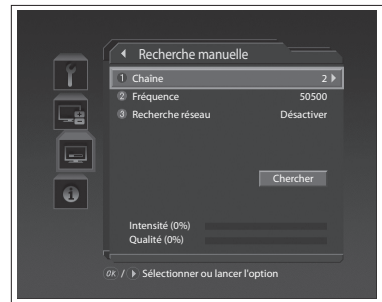 Recherche manuelle
1 Chaîne 2
2 Fréquence 50500
3 Recherche réseau Désactiver
Chercher
Intensité (0%)
Qualité (0%)
OK / Sélectionner ou lancer l'option